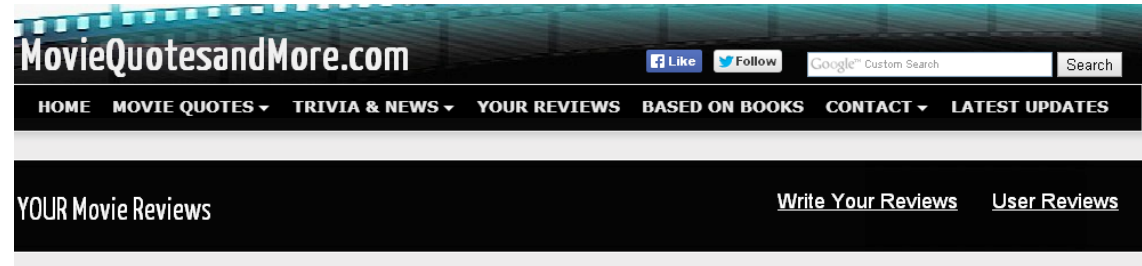 MovieQuotesandMore.com
Like Follow Google™ Custom Search Search
HOME MOVIE QUOTES TRIVIA & NEWS YOUR REVIEWS BASED ON BOOKS CONTACT LATEST UPDATES
YOUR Movie Reviews Write Your Reviews User Reviews